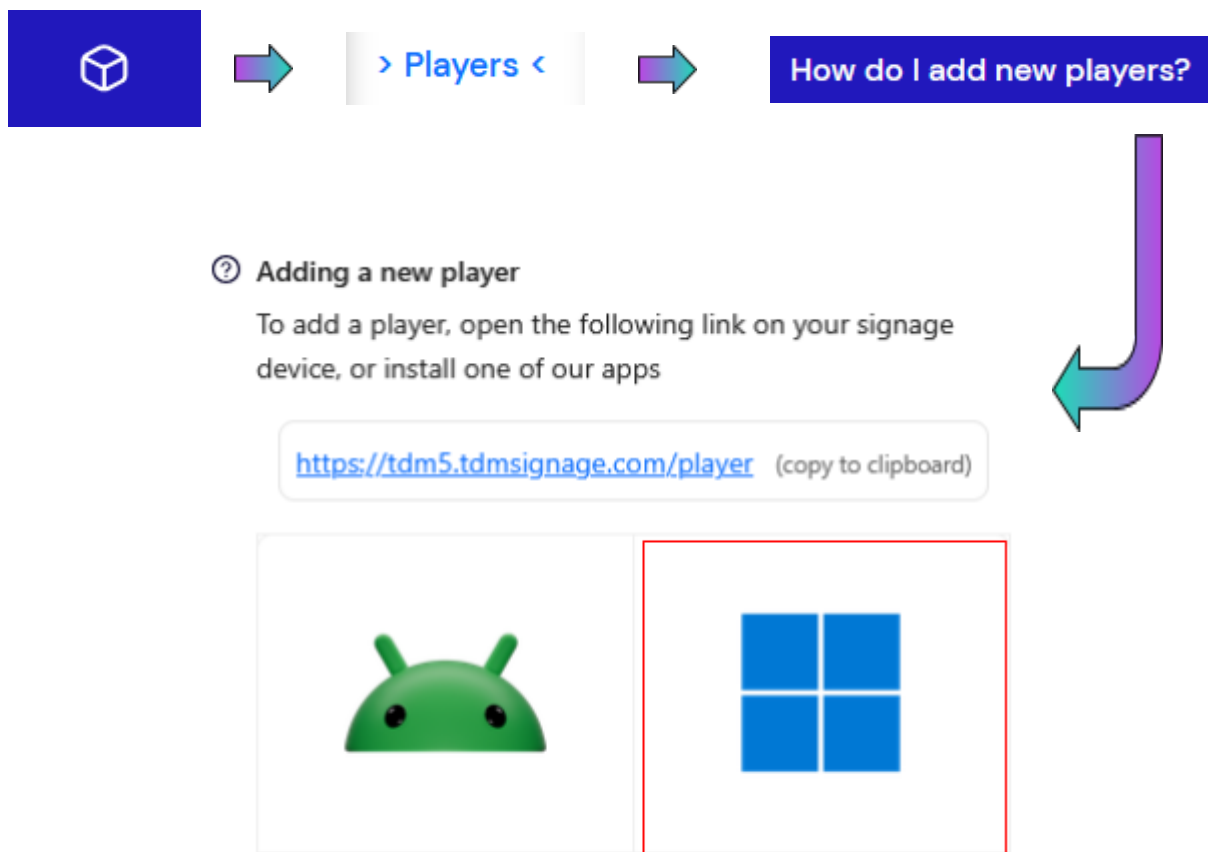 > Players <
How do I add new players?
Adding a new player
To add a player, open the following link on your signage
device, or install one of our apps
https://tdm5.tdmsignage.com/player (copy to clipboard)